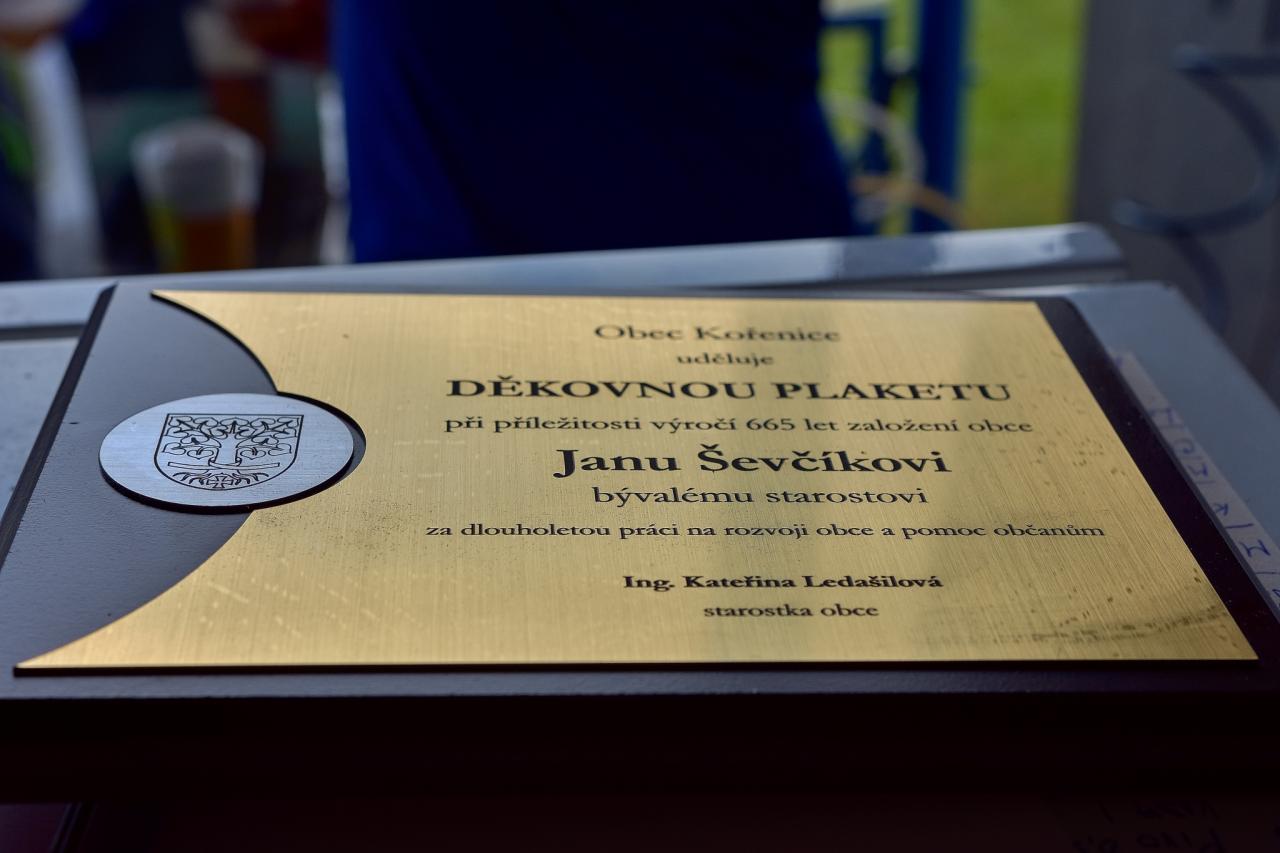 Obec Kořenice
uděluje
DĚKOVNOU PLAKETU
při příležitosti výročí 665 let založení obce
Janu Ševčíkovi
bývalému starostovi
za dlouholetou práci na rozvoji obce a pomoc občanům
Ing. Kateřina Ledašilová
starostka obce